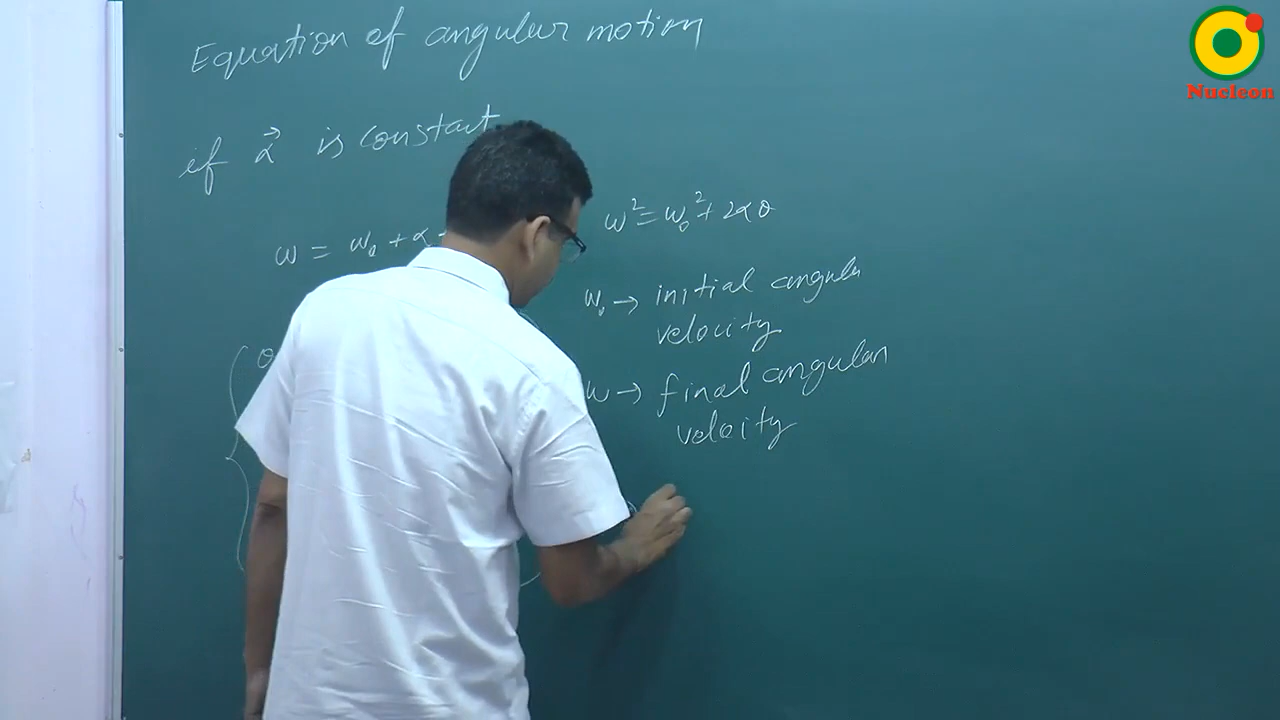 Equation of angular motion
if α⃗ is constant
ω = ω₀ + α
ω² = ω₀² + 2αθ
ω₀ → initial angular
velocity
ω → final angular
velocity
Nucleon